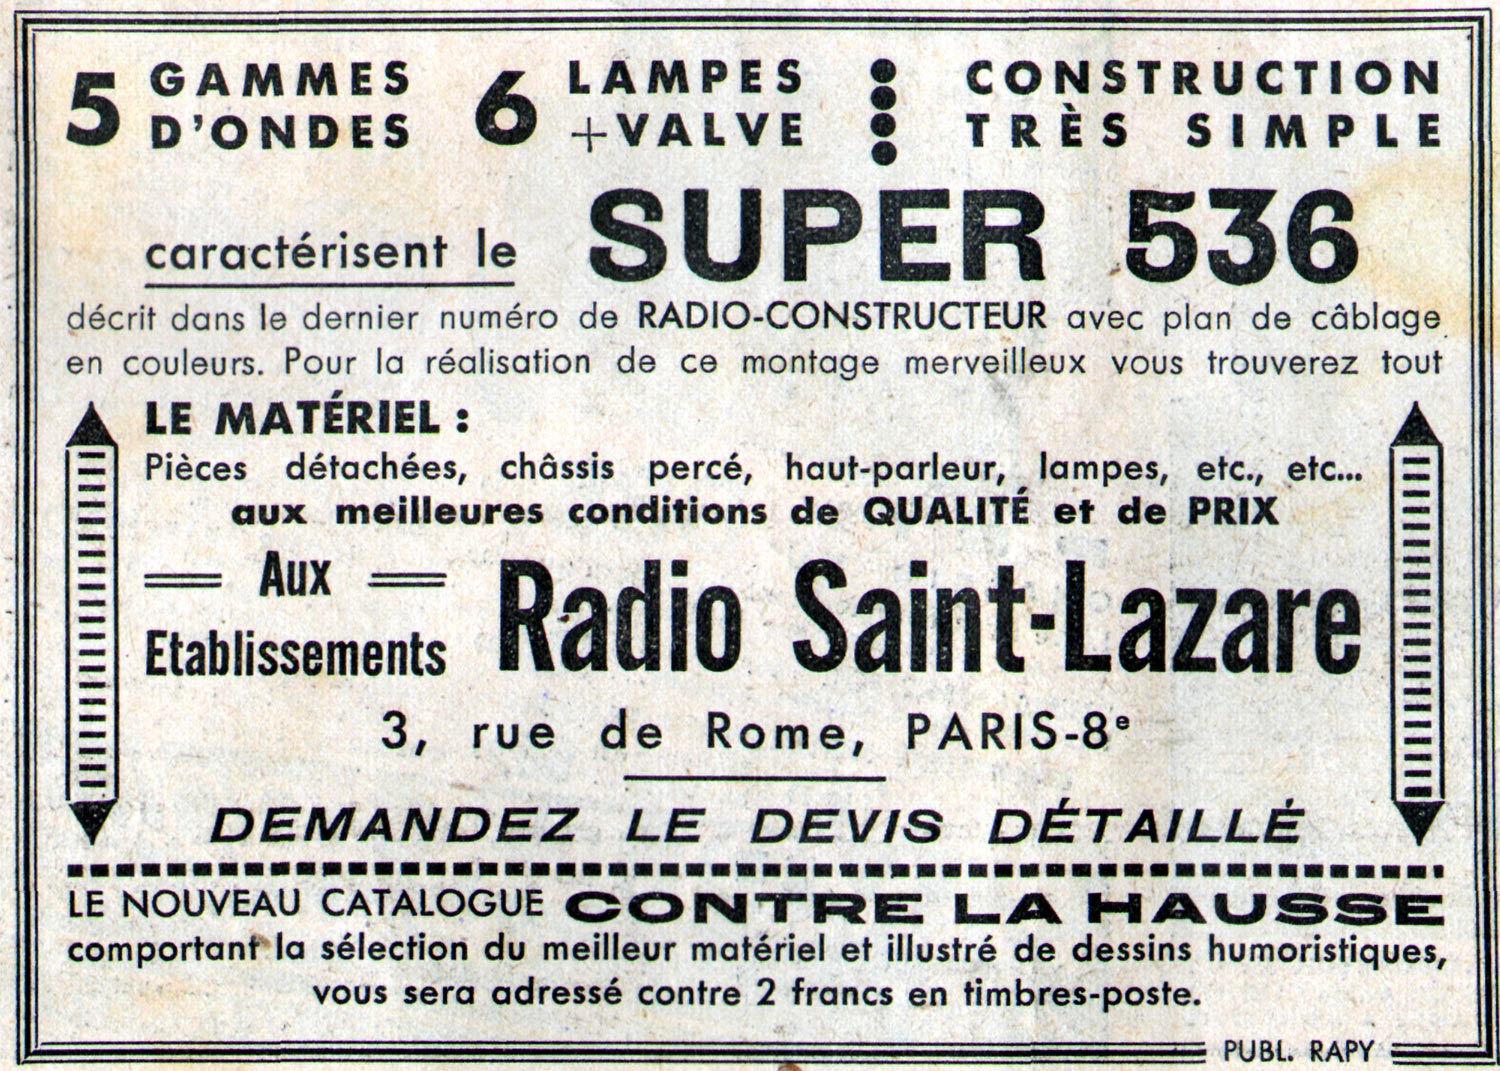 5 GAMMES D'ONDES 6 LAMPES +VALVE CONSTRUCTION TRÈS SIMPLE
caractérisent le SUPER 536
décrit dans le dernier numéro de RADIO-CONSTRUCTEUR avec plan de câblage
en couleurs. Pour la réalisation de ce montage merveilleux vous trouverez tout
LE MATÉRIEL :
Pièces détachées, châssis percé, haut-parleur, lampes, etc., etc...
aux meilleures conditions de QUALITÉ et de PRIX
Aux Etablissements Radio Saint-Lazare
3, rue de Rome, PARIS-8e
DEMANDEZ LE DEVIS DÉTAILLÉ
LE NOUVEAU CATALOGUE CONTRE LA HAUSSE
comportant la sélection du meilleur matériel et illustré de dessins humoristiques,
vous sera adressé contre 2 francs en timbres-poste.
PUBL. RAPY